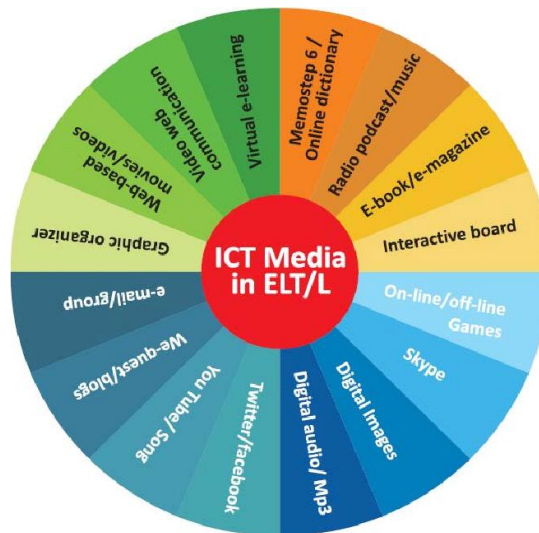 ICT Media
in ELT/L
Memostep 6 /
Online dictionary
Radio podcast/music
E-book/e-magazine
Interactive board
On-line/off-line
Games
Skype
Digital Images
Digital audio/ Mp3
Twitter/facebook
You Tube/ Song
We-quest/blogs
e-mail/group
Graphic organizer
Web-based
movies/videos
Video web
communication
Virtual e-learning